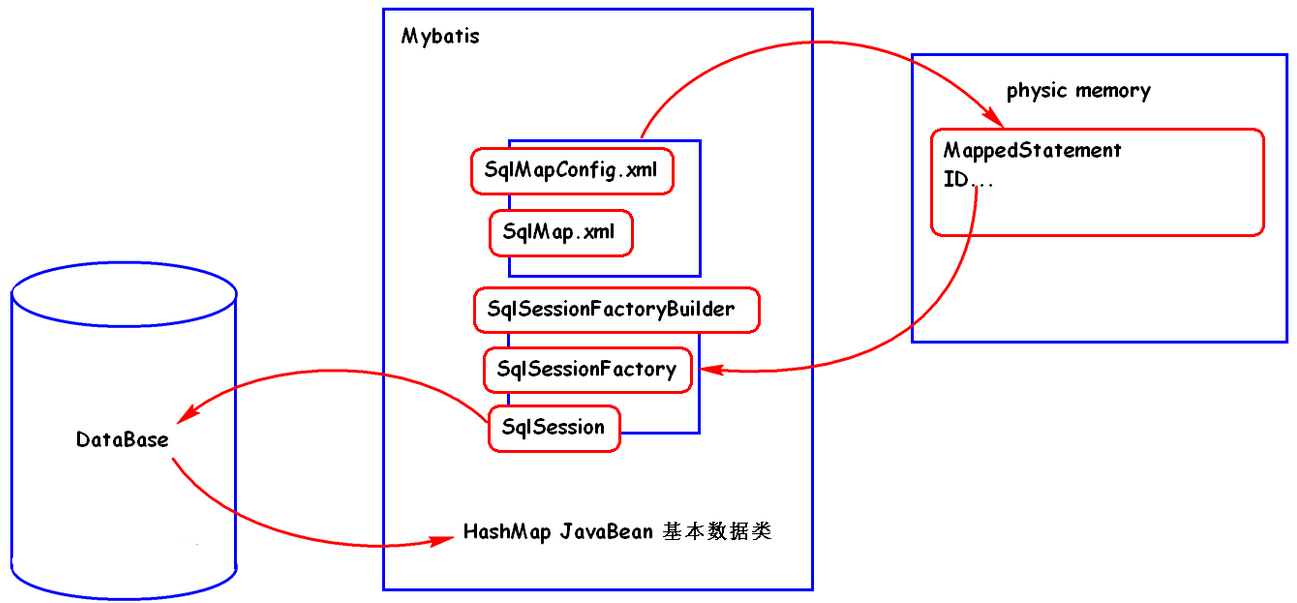 Mybatis
physic memory
MappedStatement
ID...
SqlMapConfig.xml
SqlMap.xml
SqlSessionFactoryBuilder
SqlSessionFactory
SqlSession
DataBase
HashMap JavaBean 基本数据类